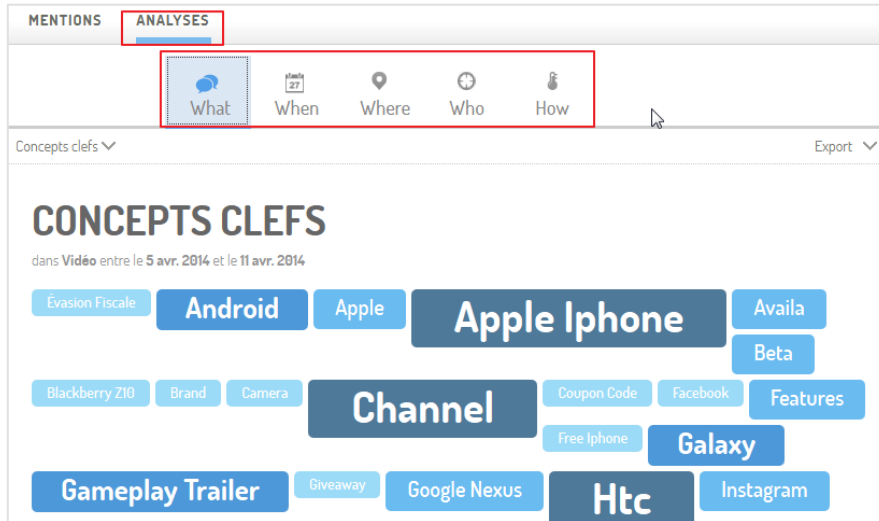 MENTIONS ANALYSES
27
What When Where Who How
Concepts clefs Export
CONCEPTS CLEFS
dans Vidéo entre le 5 avr. 2014 et le 11 avr. 2014
Évasion Fiscale Android Apple Apple Iphone Availa
Beta
Blackberry Z10 Brand Camera Channel Coupon Code Facebook Features
Free Iphone Galaxy
Gameplay Trailer Giveaway Google Nexus Htc Instagram